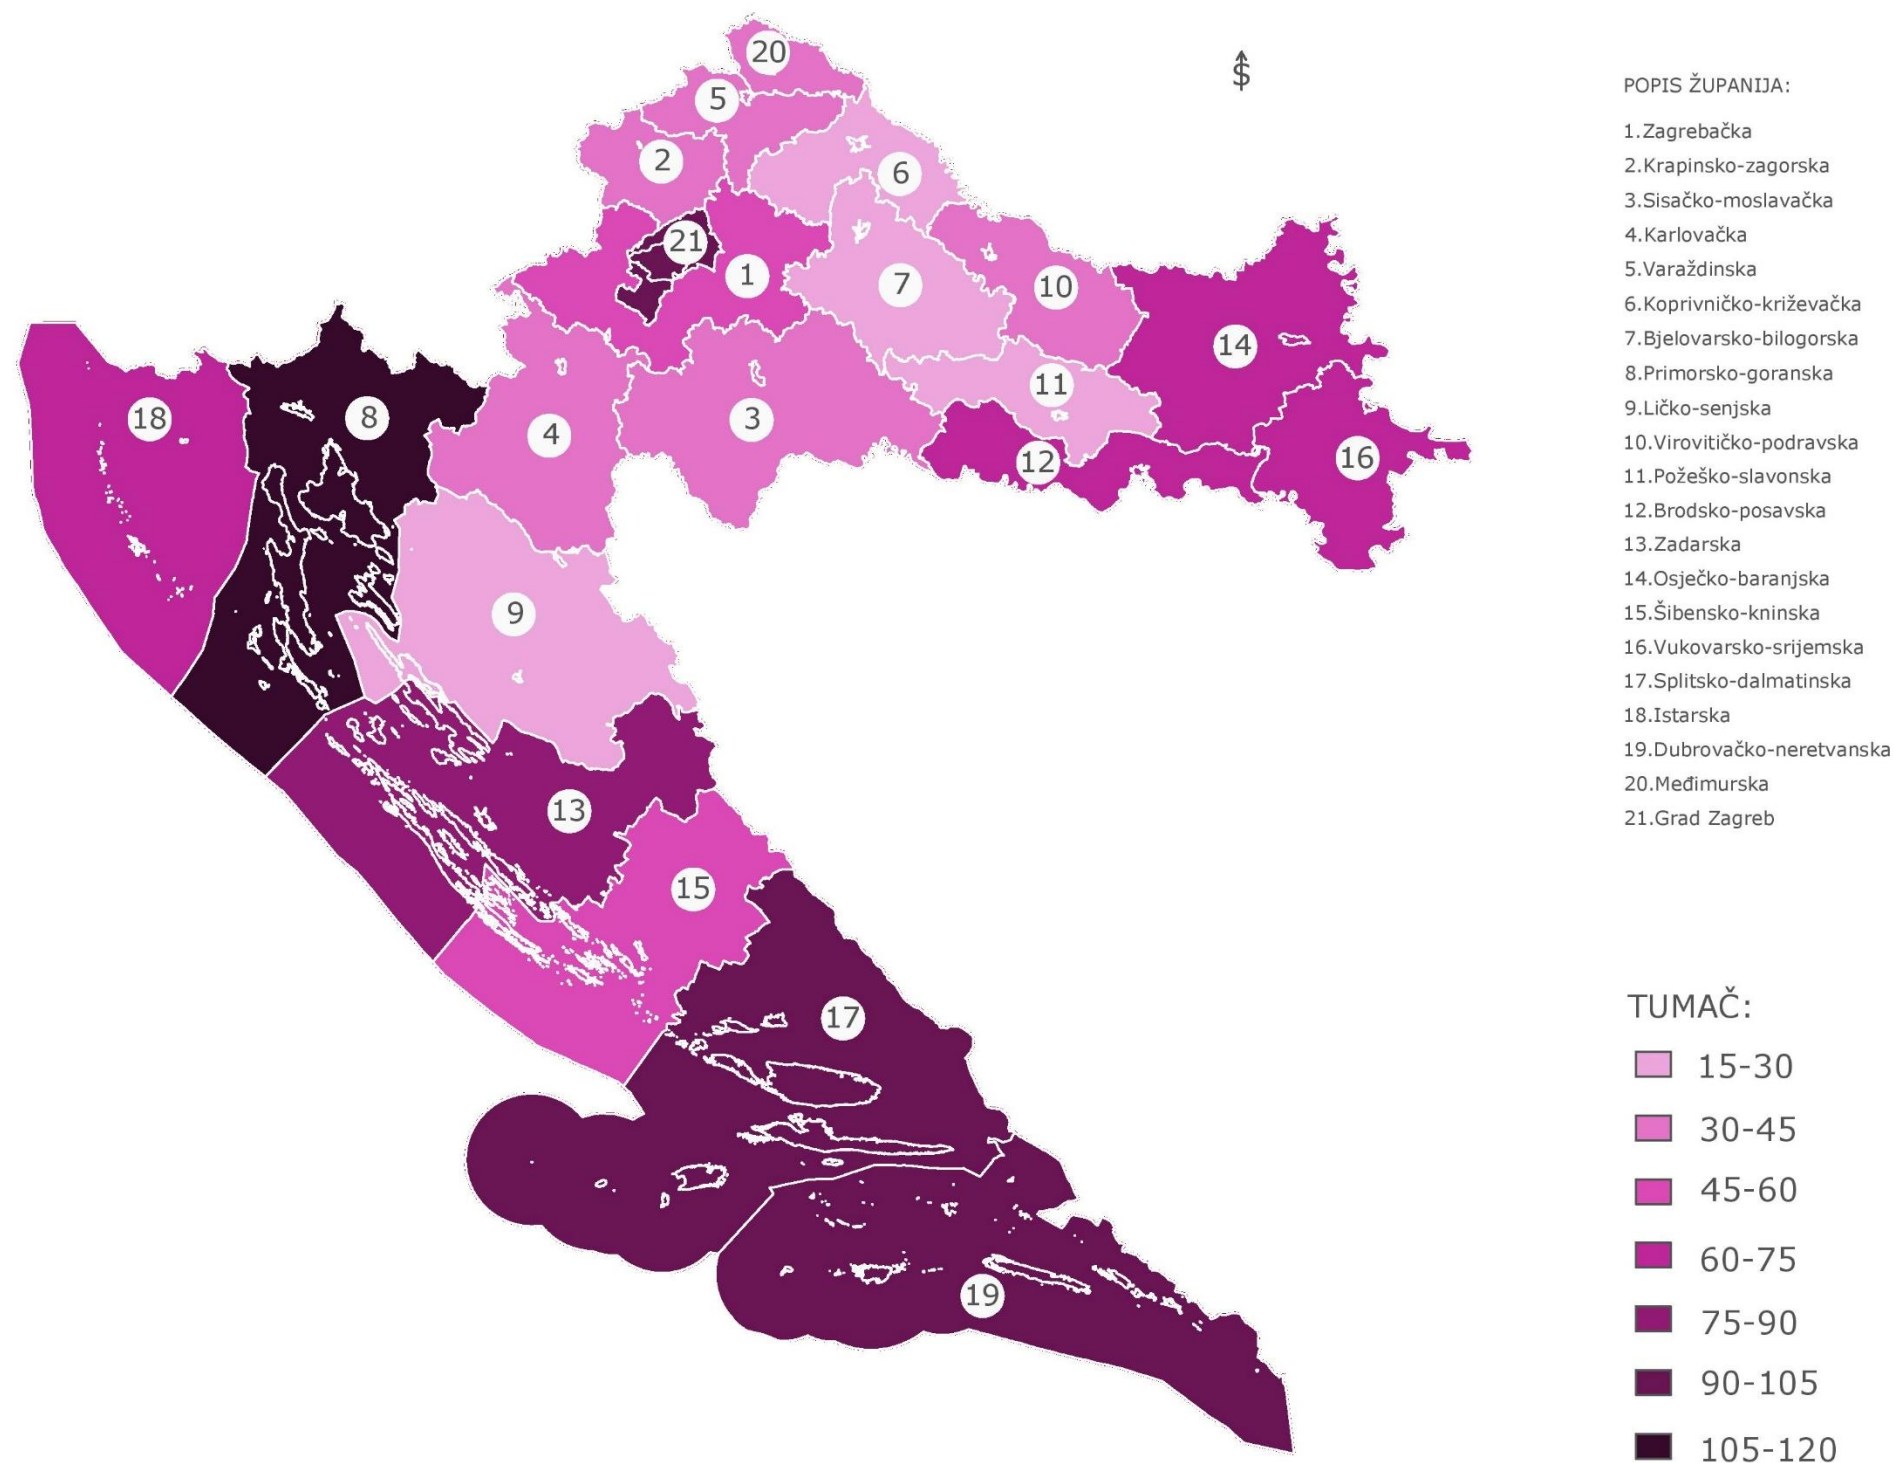 20
$
5
2
6
21
1
7
10
14
11
18
8
4
3
12
16
9
13
15
17
19
POPIS ŽUPANIJA:
1.Zagrebačka
2.Krapinsko-zagorska
3.Sisačko-moslavačka
4.Karlovačka
5.Varaždinska
6.Koprivničko-križevačka
7.Bjelovarsko-bilogorska
8.Primorsko-goranska
9.Ličko-senjska
10.Virovitičko-podravska
11.Požeško-slavonska
12.Brodsko-posavska
13.Zadarska
14.Osječko-baranjska
15.Šibensko-kninska
16.Vukovarsko-srijemska
17.Splitsko-dalmatinska
18.Istarska
19.Dubrovačko-neretvanska
20.Međimurska
21.Grad Zagreb
TUMAČ:
15-30
30-45
45-60
60-75
75-90
90-105
105-120